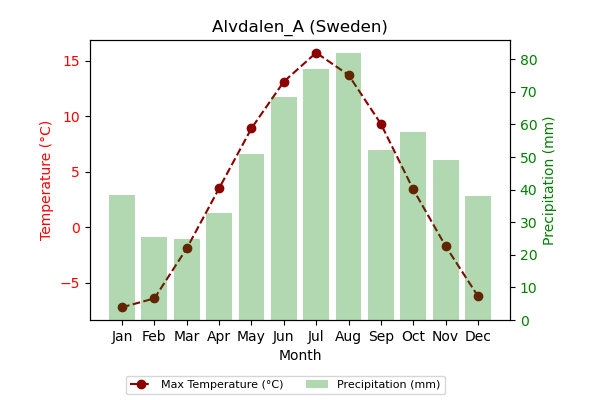 Alvdalen_A (Sweden)
Temperature (°C)
15
10
5
0
−5
Precipitation (mm)
80
70
60
50
40
30
20
10
0
Jan Feb Mar Apr May Jun Jul Aug Sep Oct Nov Dec
Month
Max Temperature (°C) Precipitation (mm)